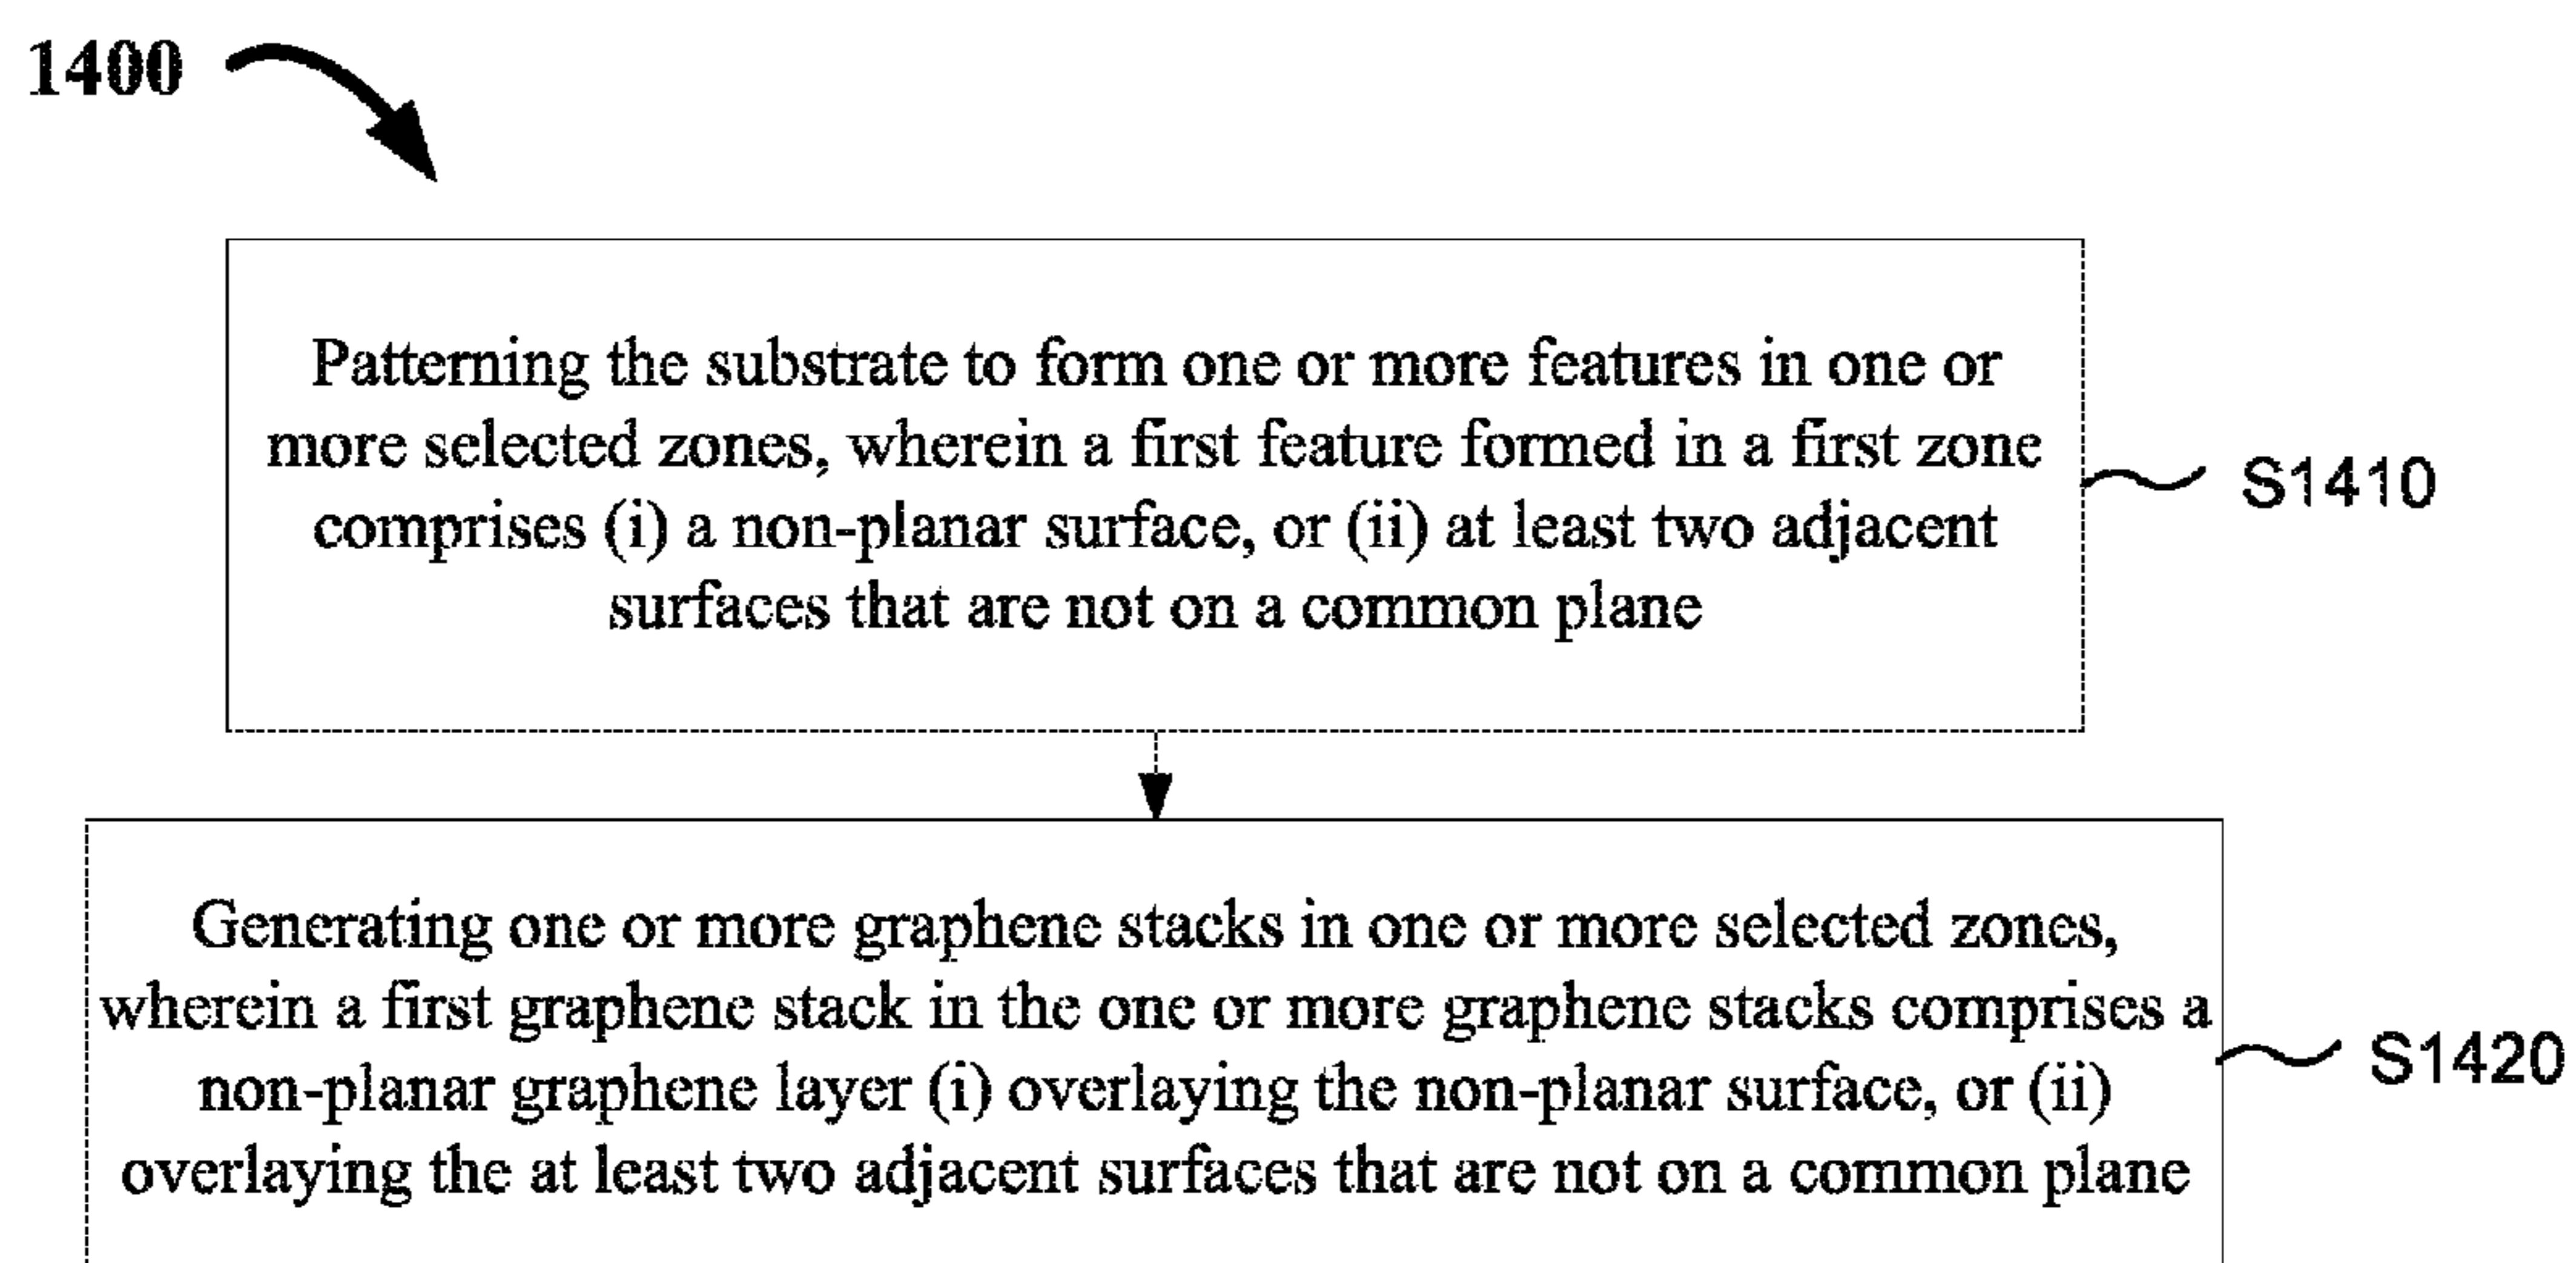 1400
Patterning the substrate to form one or more features in one or
more selected zones, wherein a first feature formed in a first zone
comprises (i) a non-planar surface, or (ii) at least two adjacent
surfaces that are not on a common plane
S1410
Generating one or more graphene stacks in one or more selected zones,
wherein a first graphene stack in the one or more graphene stacks comprises a
non-planar graphene layer (i) overlaying the non-planar surface, or (ii)
overlaying the at least two adjacent surfaces that are not on a common plane
S1420